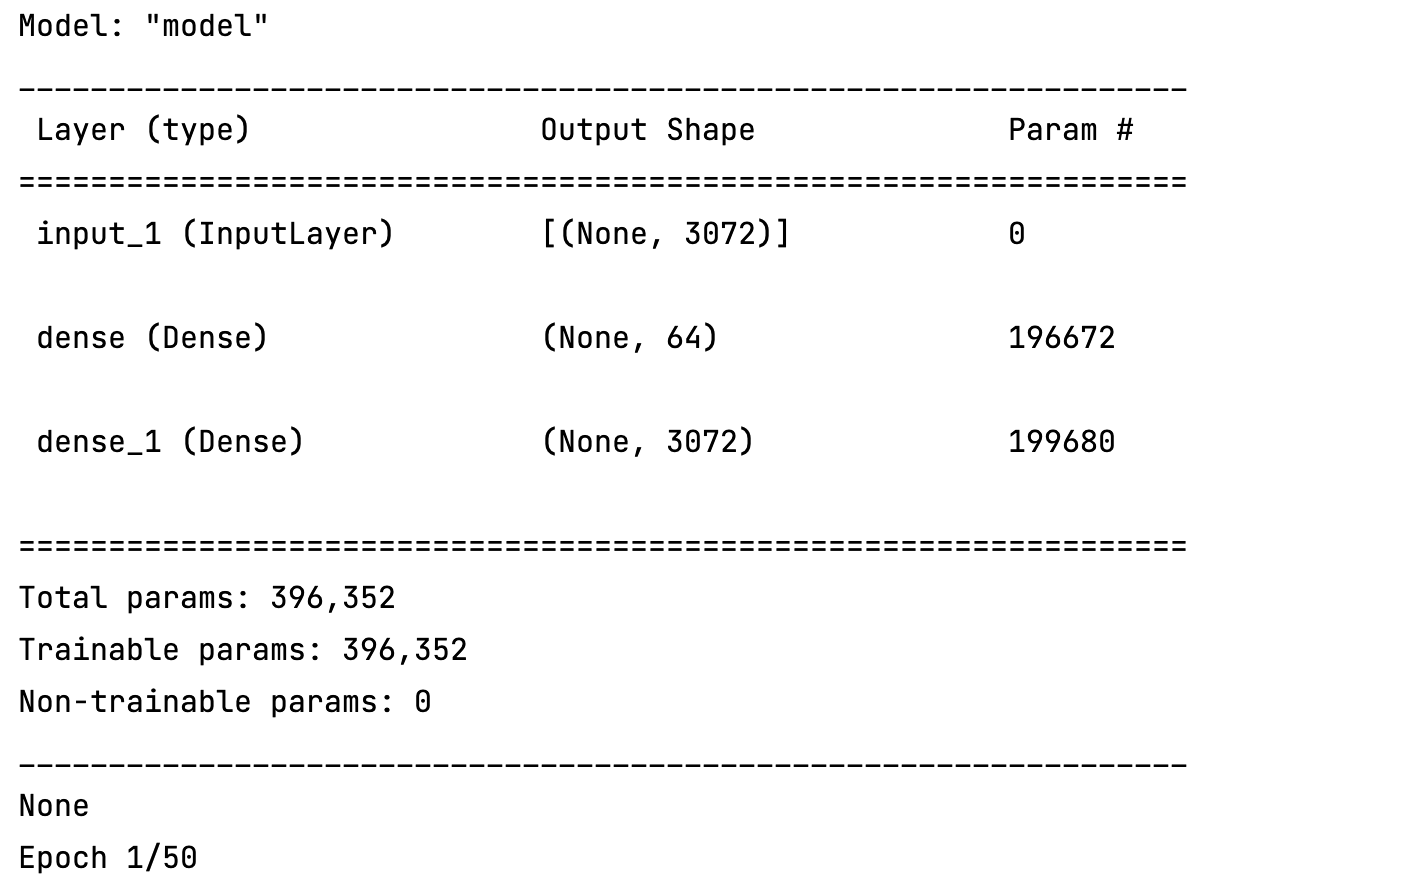 Model: "model"
_________________________________________________________________
 Layer (type)                Output Shape              Param #
=================================================================
 input_1 (InputLayer)        [(None, 3072)]            0
 dense (Dense)               (None, 64)                196672
 dense_1 (Dense)             (None, 3072)              199680
=================================================================
Total params: 396,352
Trainable params: 396,352
Non-trainable params: 0
_________________________________________________________________
None
Epoch 1/50